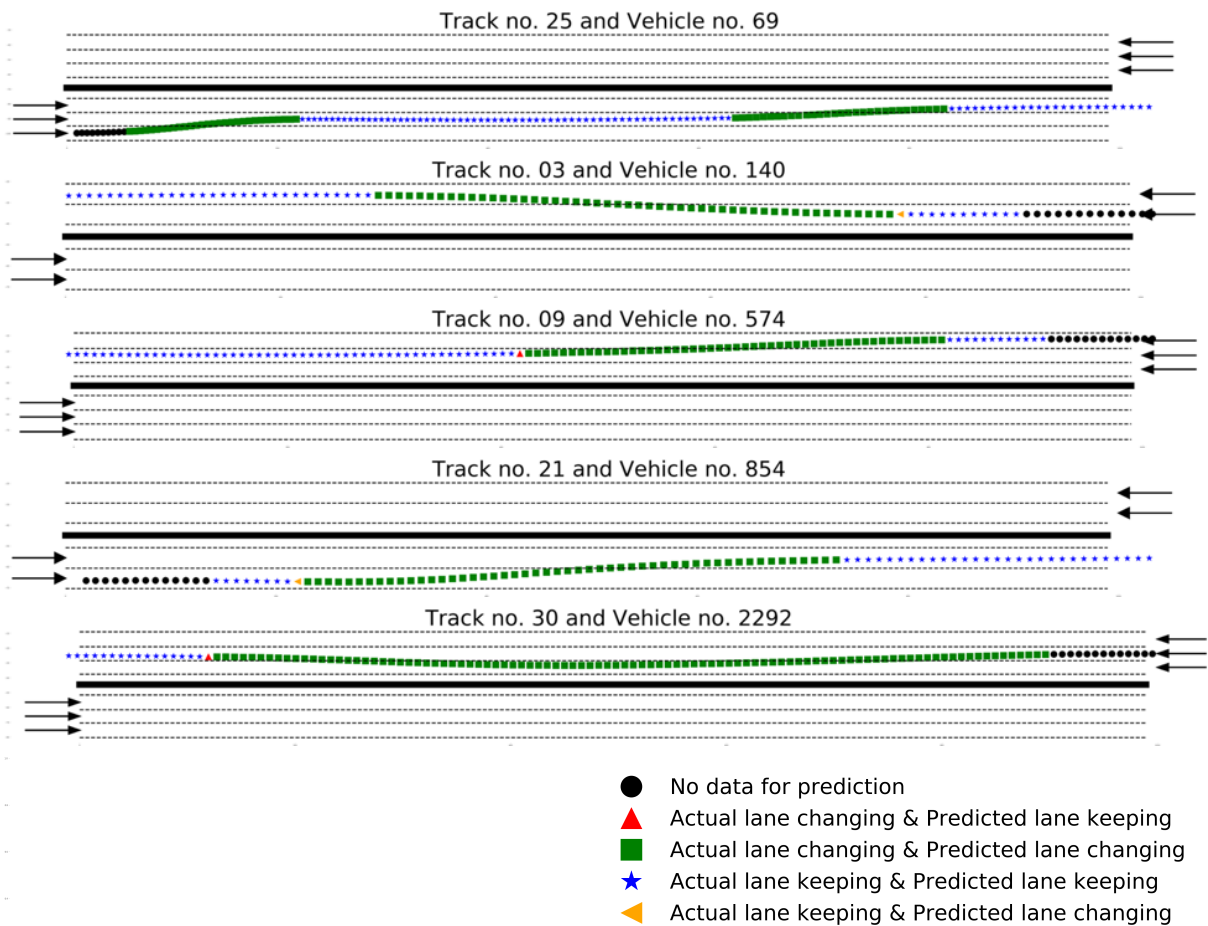 Track no. 25 and Vehicle no. 69
Track no. 03 and Vehicle no. 140
Track no. 09 and Vehicle no. 574
Track no. 21 and Vehicle no. 854
Track no. 30 and Vehicle no. 2292
No data for prediction
Actual lane changing & Predicted lane keeping
Actual lane changing & Predicted lane changing
Actual lane keeping & Predicted lane keeping
Actual lane keeping & Predicted lane changing